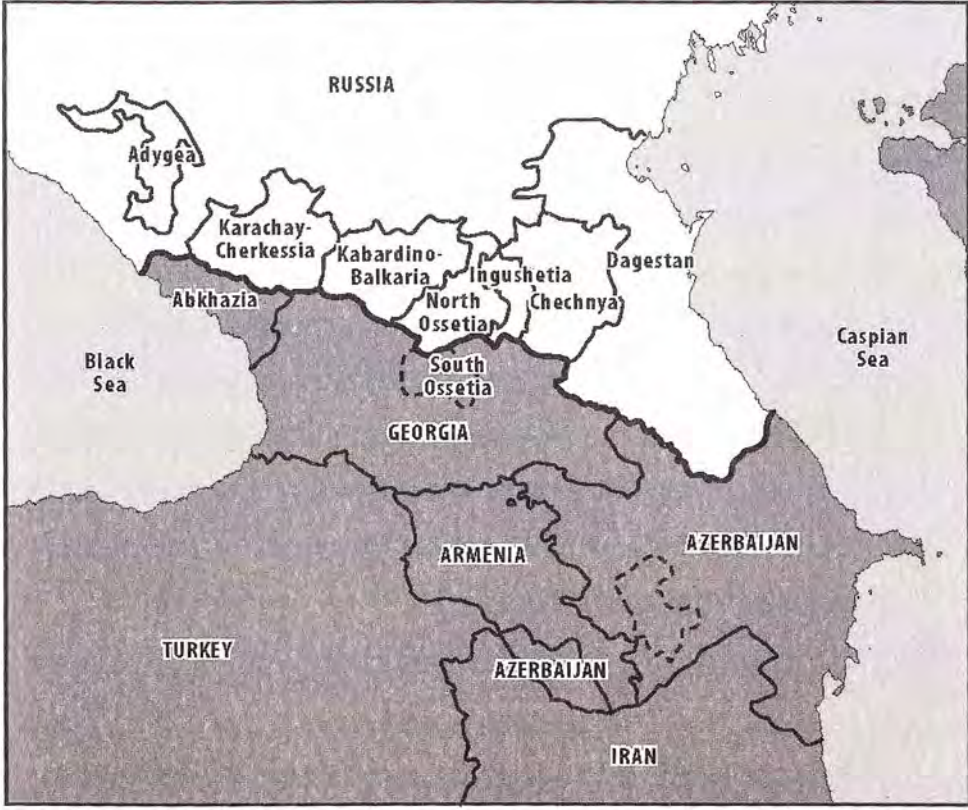 RUSSIA
Adygea
Karachay-
Cherkessia
Kabardino-
Balkaria
Ingushetia
Dagestan
North
Ossetia
Chechnya
Abkhazia
Black
Sea
South
Ossetia
Caspian
Sea
GEORGIA
ARMENIA
AZERBAIJAN
TURKEY
AZERBAIJAN
IRAN